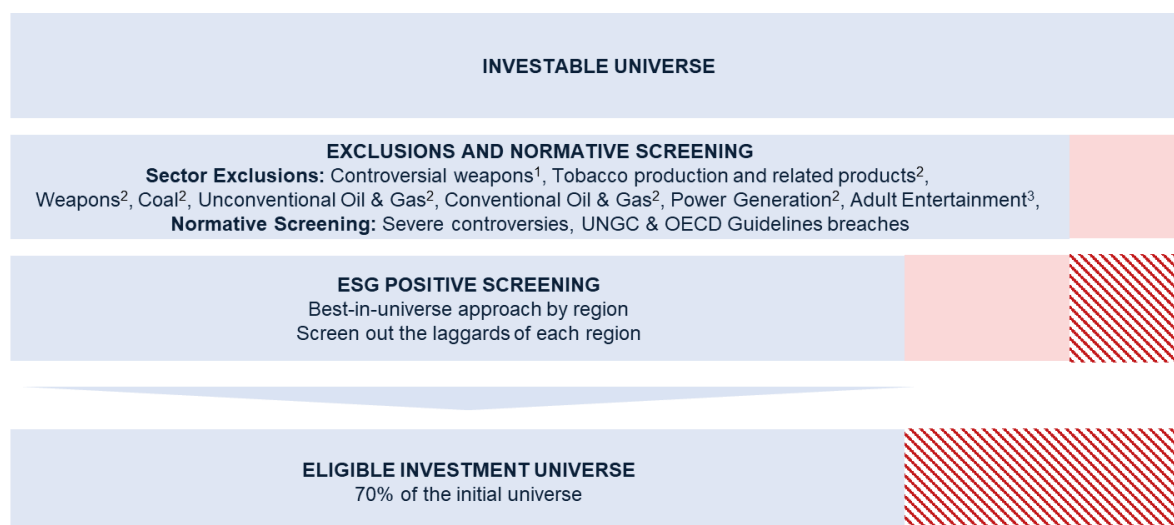 INVESTABLE UNIVERSE
EXCLUSIONS AND NORMATIVE SCREENING
Sector Exclusions: Controversial weapons¹, Tobacco production and related products²,
Weapons², Coal², Unconventional Oil & Gas², Conventional Oil & Gas², Power Generation², Adult Entertainment³,
Normative Screening: Severe controversies, UNGC & OECD Guidelines breaches
ESG POSITIVE SCREENING
Best-in-universe approach by region
Screen out the laggards of each region
ELIGIBLE INVESTMENT UNIVERSE
70% of the initial universe